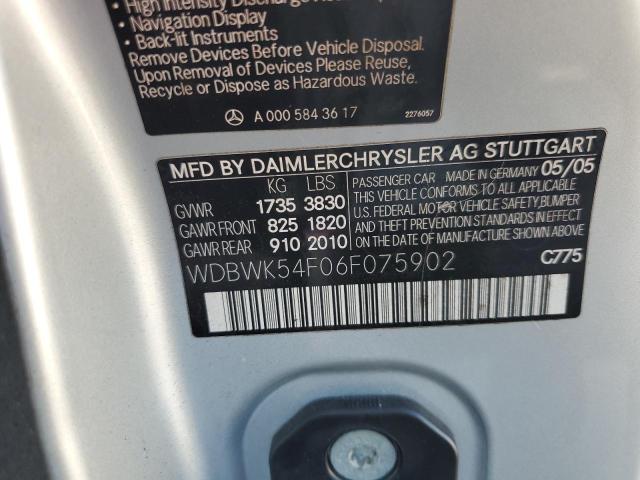 High Intensity Discharge
• Navigation Display
• Back-lit Instruments
Remove Devices Before Vehicle Disposal.
Upon Removal of Devices Please Reuse,
Recycle or Dispose as Hazardous Waste.
A 000 584 36 17 2276057
MFD BY DAIMLERCHRYSLER AG STUTTGART
KG LBS PASSENGER CAR MADE IN GERMANY 05/05
GVWR 1735 3830 THIS VEHICLE CONFORMS TO ALL APPLICABLE
GAWR FRONT 825 1820 U.S. FEDERAL MOTOR VEHICLE SAFETY,BUMPER
GAWR REAR 910 2010 AND THEFT PREVENTION STANDARDS IN EFFECT
ON THE DATE OF MANUFACTURE SHOWN ABOVE.
WDBWK54F06F075902 C775